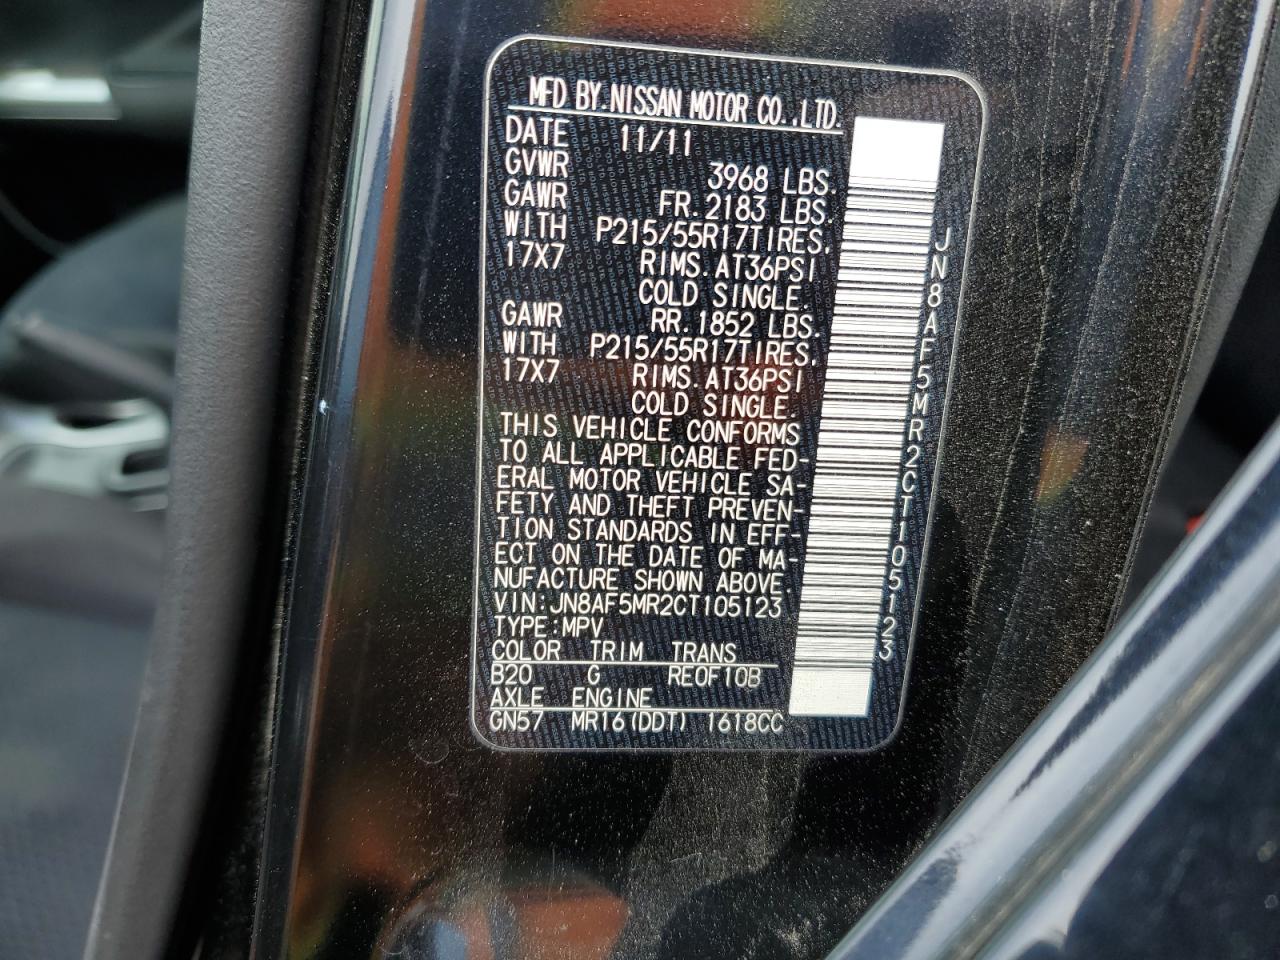 MFD BY.NISSAN MOTOR CO.,LTD.
DATE 11/11
GVWR 3968 LBS.
GAWR FR.2183 LBS.
WITH P215/55R17TIRES,
17X7 RIMS.AT36PSI
COLD SINGLE.
GAWR RR.1852 LBS.
WITH P215/55R17TIRES,
17X7 RIMS.AT36PSI
COLD SINGLE.
THIS VEHICLE CONFORMS
TO ALL APPLICABLE FED-
ERAL MOTOR VEHICLE SA-
FETY AND THEFT PREVEN-
TION STANDARDS IN EFF-
ECT ON THE DATE OF MA-
NUFACTURE SHOWN ABOVE.
VIN:JN8AF5MR2CT105123
TYPE:MPV
COLOR TRIM TRANS
B20 G RE0F10B
AXLE ENGINE
GN57 MR16(DDT) 1618CC
JN8AF5MR2CT105123